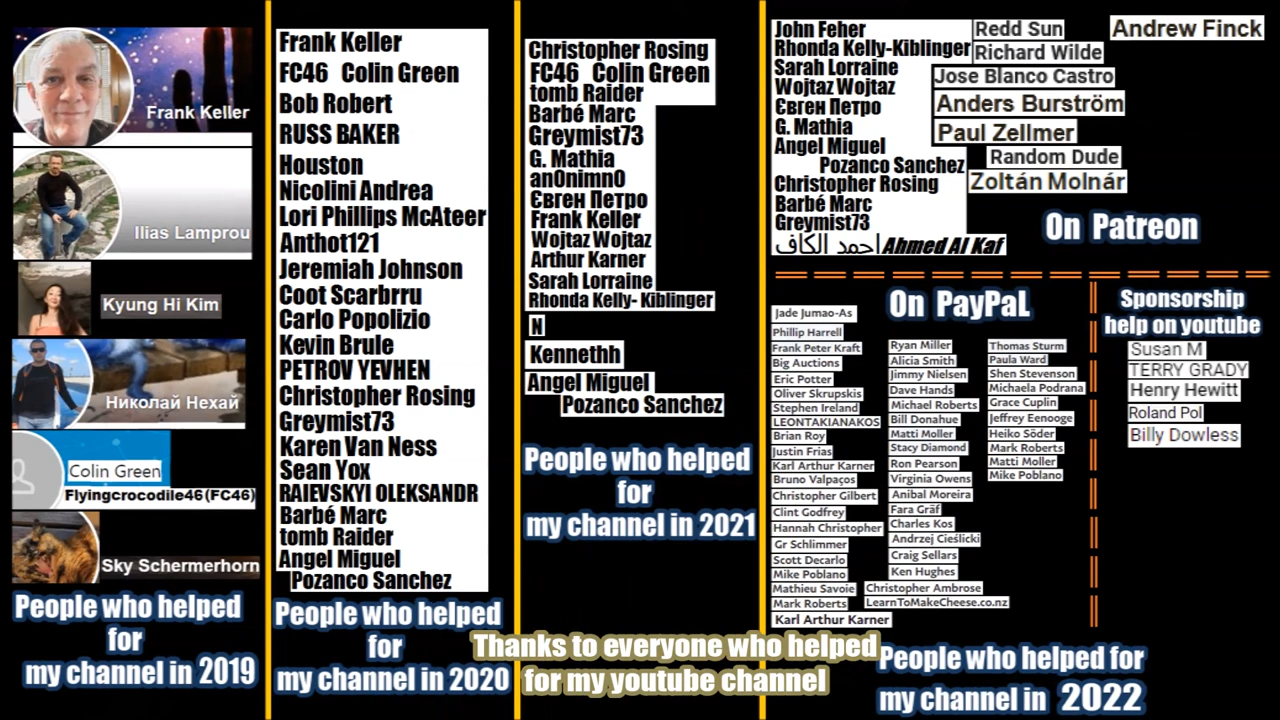 Frank Keller
Ilias Lamprou
Kyung Hi Kim
Николай Нехай
Colin Green
Flyingcrocodile46(FC46)
Sky Schermerhorn
People who helped
for
my channel in 2019
Frank Keller
FC46 Colin Green
Bob Robert
RUSS BAKER
Houston
Nicolini Andrea
Lori Phillips McAteer
Anthot121
Jeremiah Johnson
Coot Scarbrru
Carlo Popolizio
Kevin Brule
PETROV YEVHEN
Christopher Rosing
Greymist73
Karen Van Ness
Sean Yox
RAIEVSKYI OLEKSANDR
Barbé Marc
tomb Raider
Angel Miguel
Pozanco Sanchez
People who helped
for
my channel in 2020
Christopher Rosing
FC46 Colin Green
tomb Raider
Barbé Marc
Greymist73
G. Mathia
an0nimn0
Євген Петро
Frank Keller
Wojtaz Wojtaz
Arthur Karner
Sarah Lorraine
Rhonda Kelly- Kiblinger
N
Kennethh
Angel Miguel
Pozanco Sanchez
People who helped
for
my channel in 2021
John Feher
Rhonda Kelly-Kiblinger
Sarah Lorraine
Wojtaz Wojtaz
Євген Петро
G. Mathia
Angel Miguel
Pozanco Sanchez
Christopher Rosing
Barbé Marc
Greymist73
احمد الكاف Ahmed Al Kaf
Redd Sun
Richard Wilde
Jose Blanco Castro
Anders Burström
Paul Zellmer
Random Dude
Zoltán Molnár
Andrew Finck
On Patreon
On PayPaL
Jade Jumao-As
Phillip Harrell
Frank Peter Kraft
Big Auctions
Eric Potter
Oliver Skrupskis
Stephen Ireland
LEONTAKIANAKOS
Brian Roy
Justin Frias
Karl Arthur Karner
Bruno Valpaços
Christopher Gilbert
Clint Godfrey
Hannah Christopher
Gr Schlimmer
Scott Decarlo
Mike Poblano
Mathieu Savoie
Mark Roberts
Karl Arthur Karner
Ryan Miller
Alicia Smith
Jimmy Nielsen
Dave Hands
Michael Roberts
Bill Donahue
Matti Moller
Stacy Diamond
Ron Pearson
Virginia Owens
Anibal Moreira
Fara Gräf
Charles Kos
Andrzej Cieślicki
Craig Sellars
Ken Hughes
Christopher Ambrose
LearnToMakeCheese.co.nz
Thomas Sturm
Paula Ward
Shen Stevenson
Michaela Podrana
Grace Cuplin
Jeffrey Eenooge
Heiko Söder
Mark Roberts
Matti Moller
Mike Poblano
Sponsorship
help on youtube
Susan M
TERRY GRADY
Henry Hewitt
Roland Pol
Billy Dowless
People who helped for
my channel in 2022
Thanks to everyone who helped
for my youtube channel